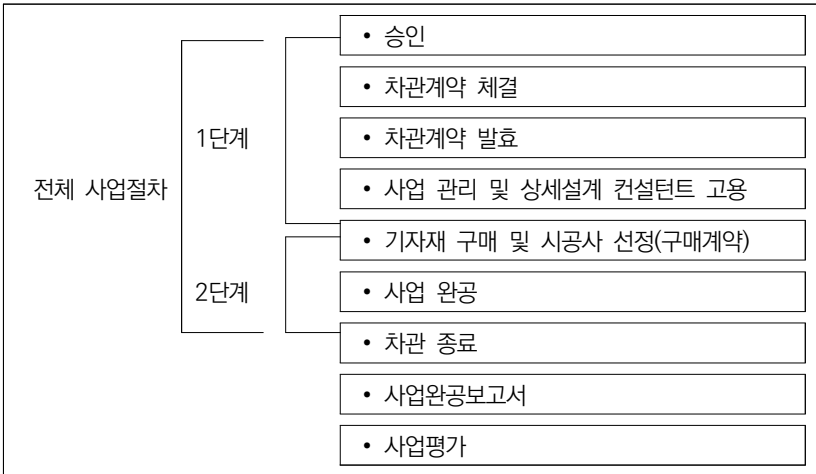 • 승인
• 차관계약 체결
1단계
• 차관계약 발효
전체 사업절차
• 사업 관리 및 상세설계 컨설턴트 고용
• 기자재 구매 및 시공사 선정(구매계약)
2단계
• 사업 완공
• 차관 종료
• 사업완공보고서
• 사업평가